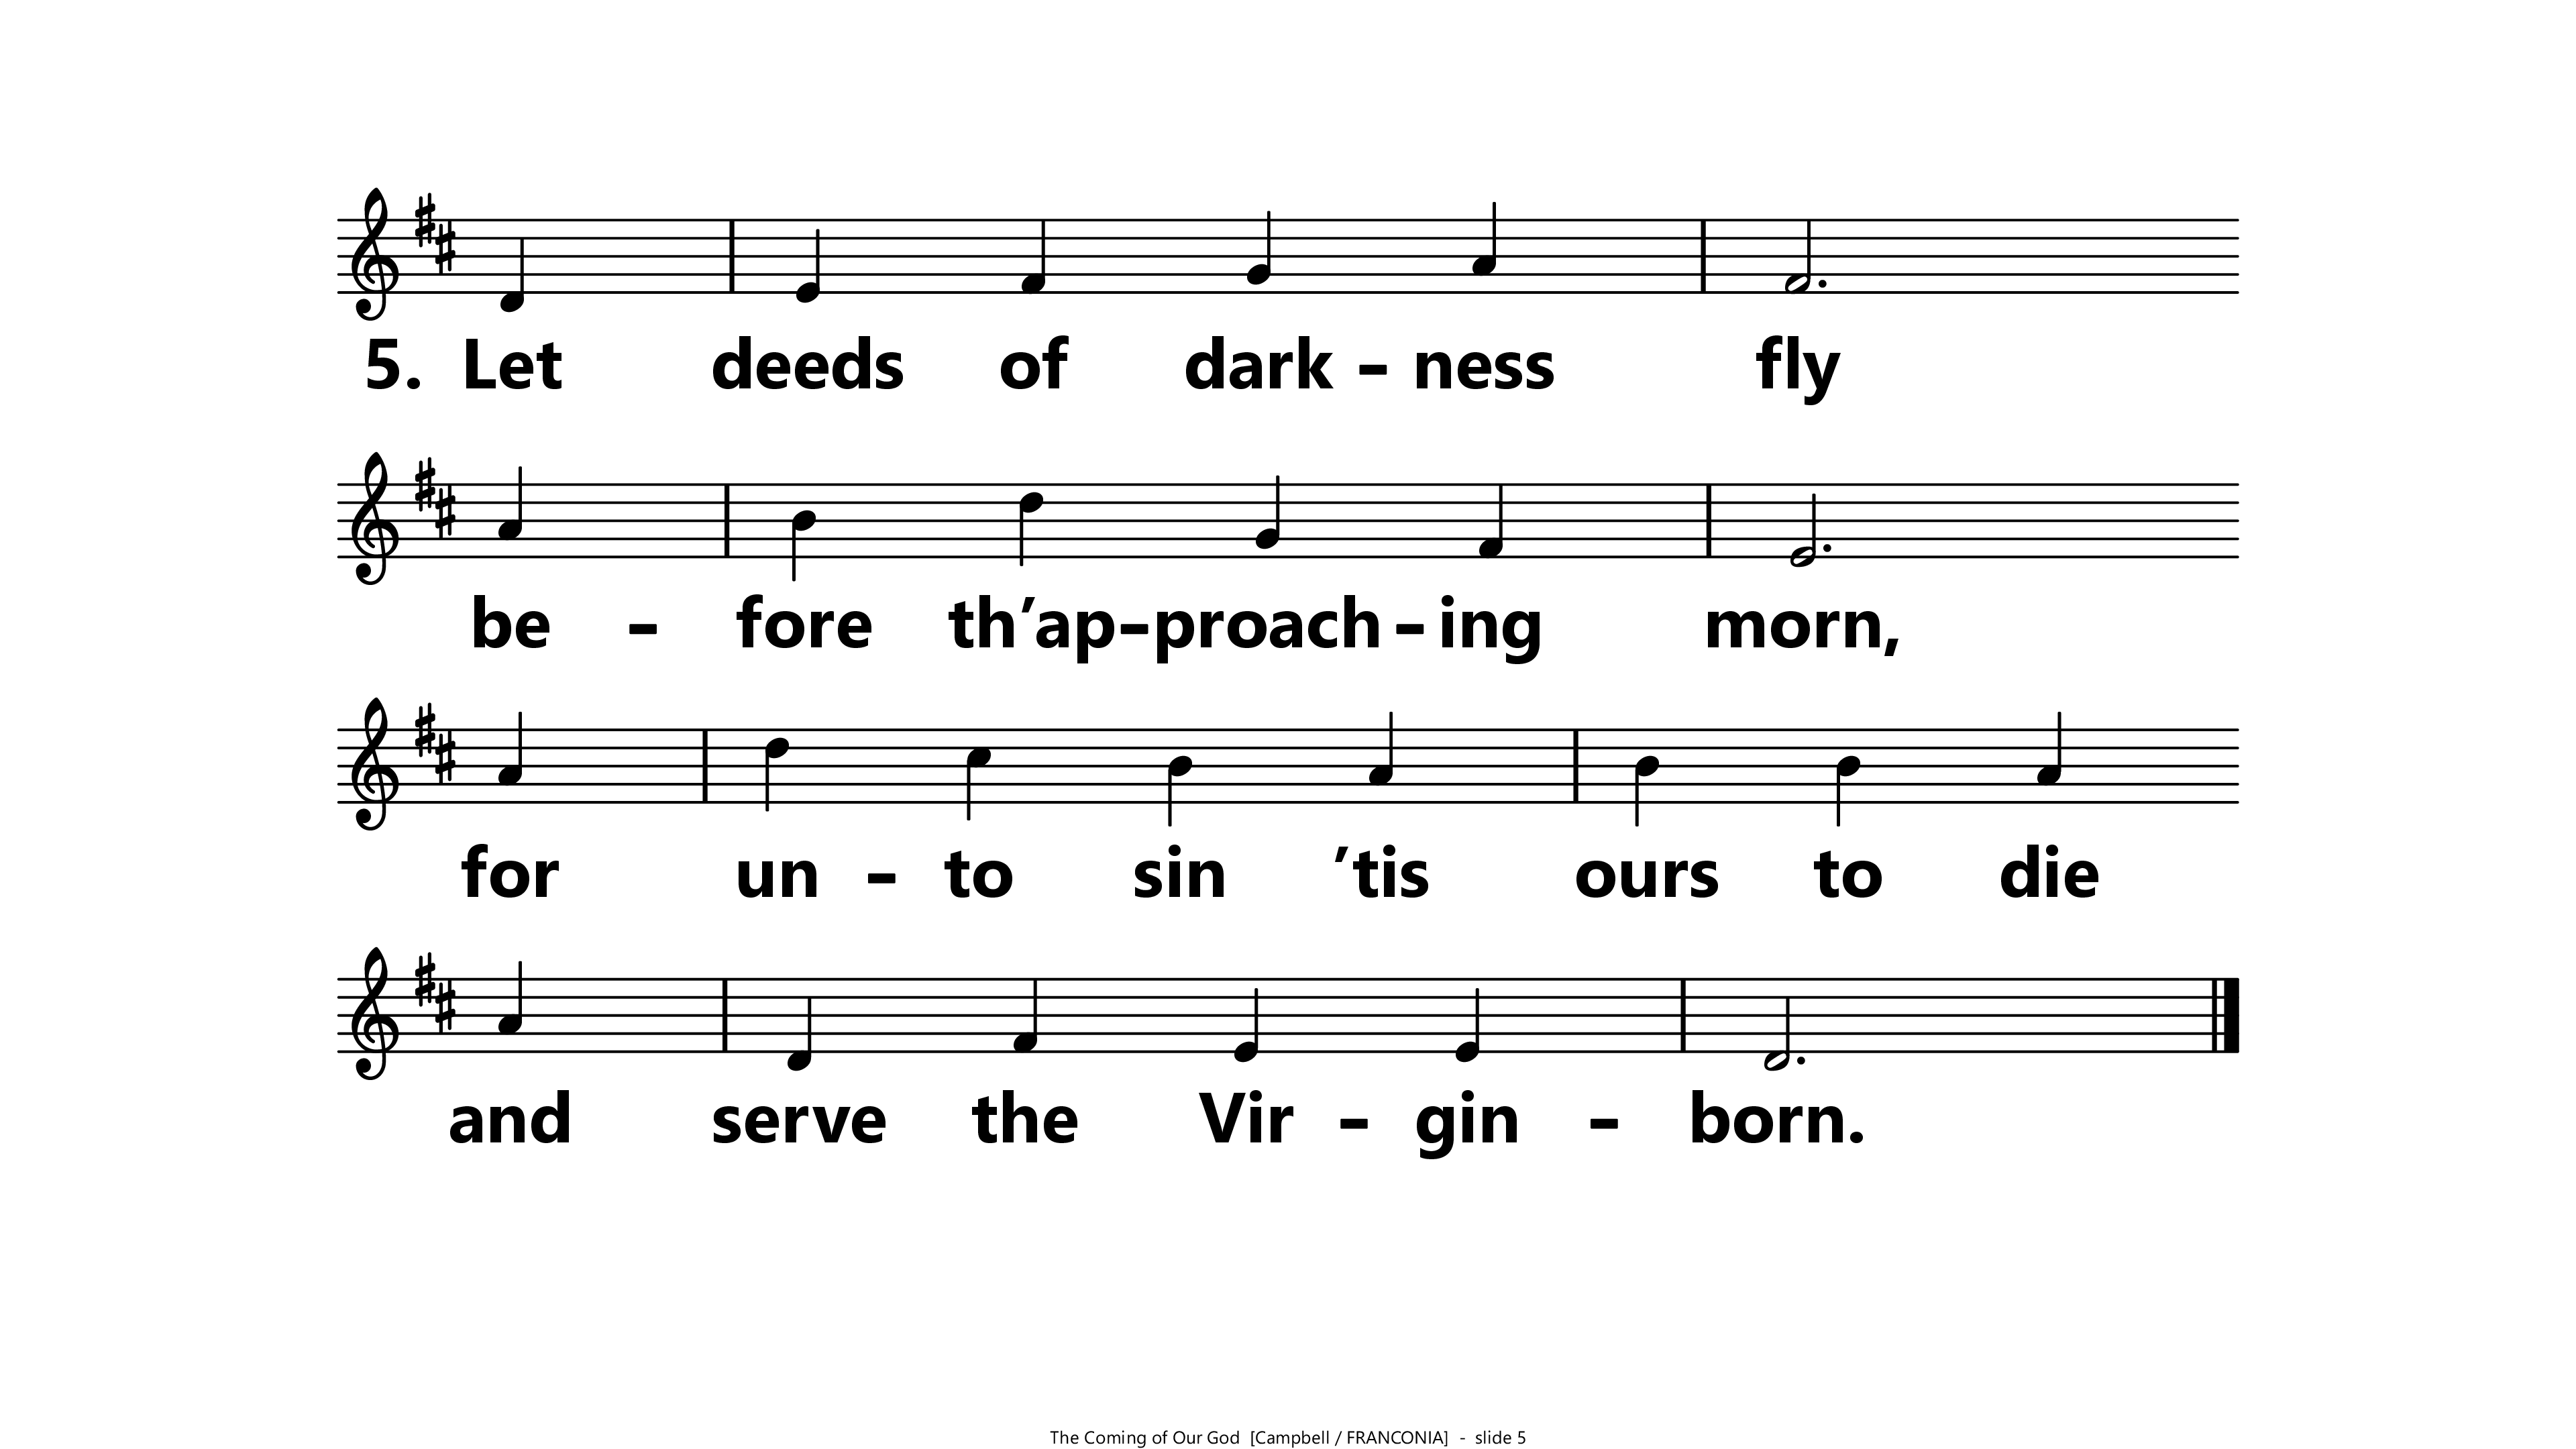 5. Let deeds of dark - ness fly
be - fore th’ap-proach - ing morn,
for un - to sin ’tis ours to die
and serve the Vir - gin - born.
The Coming of Our God [Campbell / FRANCONIA] - slide 5